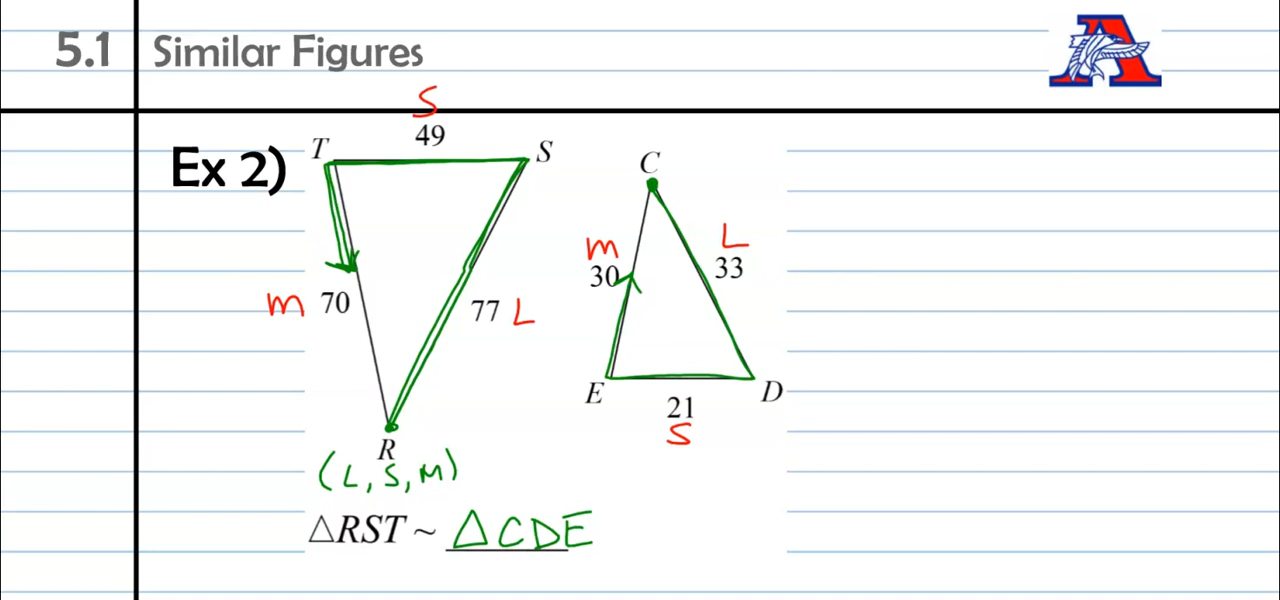 5.1 Similar Figures
Ex 2)
S
49
T
S
m 70
77 L
R
(L, S, M)
C
m
30
L
33
E
D
21
S
△RST ~ △CDE
A